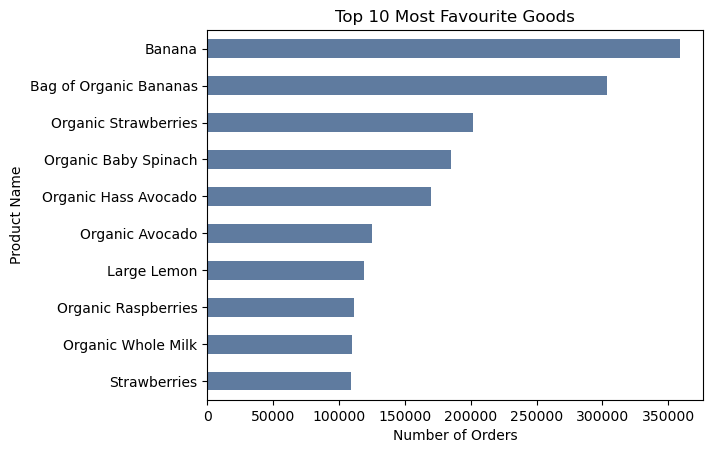 Top 10 Most Favourite Goods
Product Name
Banana
Bag of Organic Bananas
Organic Strawberries
Organic Baby Spinach
Organic Hass Avocado
Organic Avocado
Large Lemon
Organic Raspberries
Organic Whole Milk
Strawberries
0 50000 100000 150000 200000 250000 300000 350000
Number of Orders